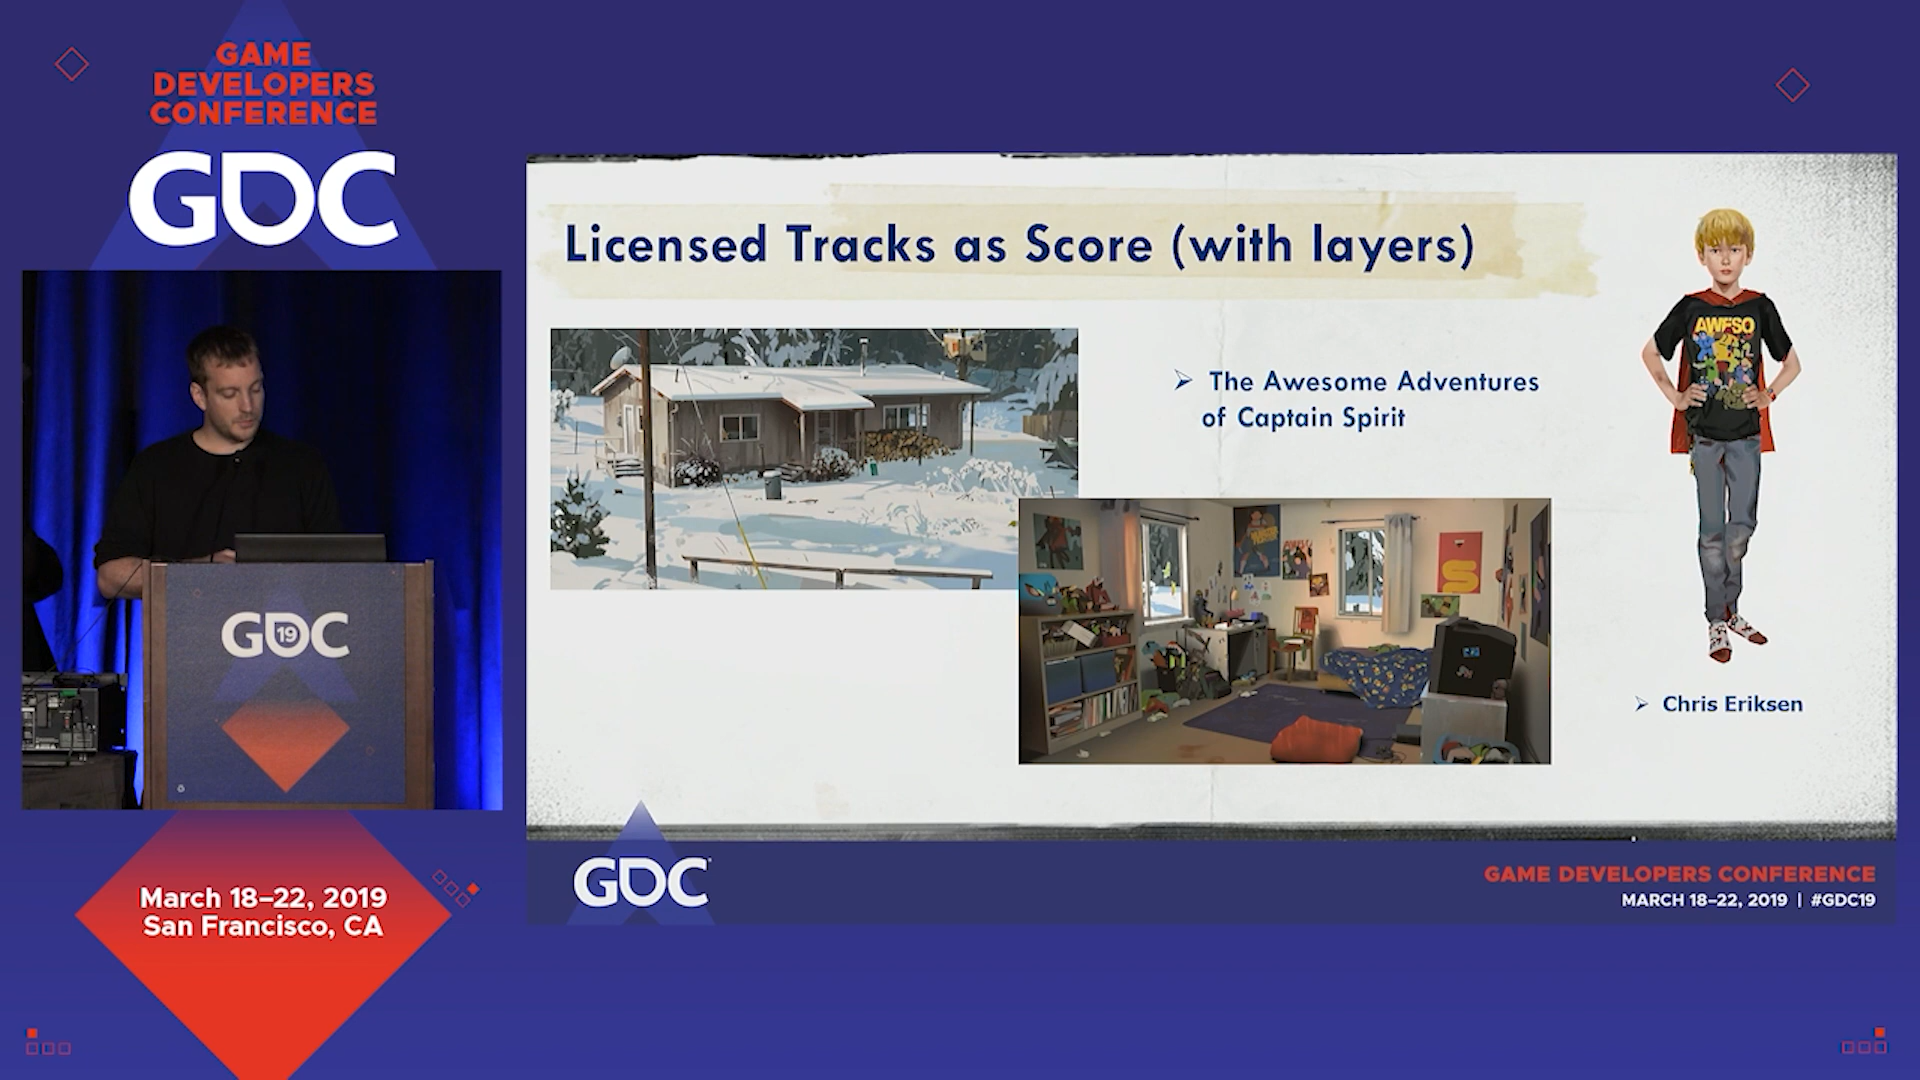 GAME
DEVELOPERS
CONFERENCE
GDC
GDC
19
March 18–22, 2019
San Francisco, CA
Licensed Tracks as Score (with layers)
➢ The Awesome Adventures
of Captain Spirit
AWESO
➢ Chris Eriksen
GDC
GAME DEVELOPERS CONFERENCE
MARCH 18–22, 2019 | #GDC19